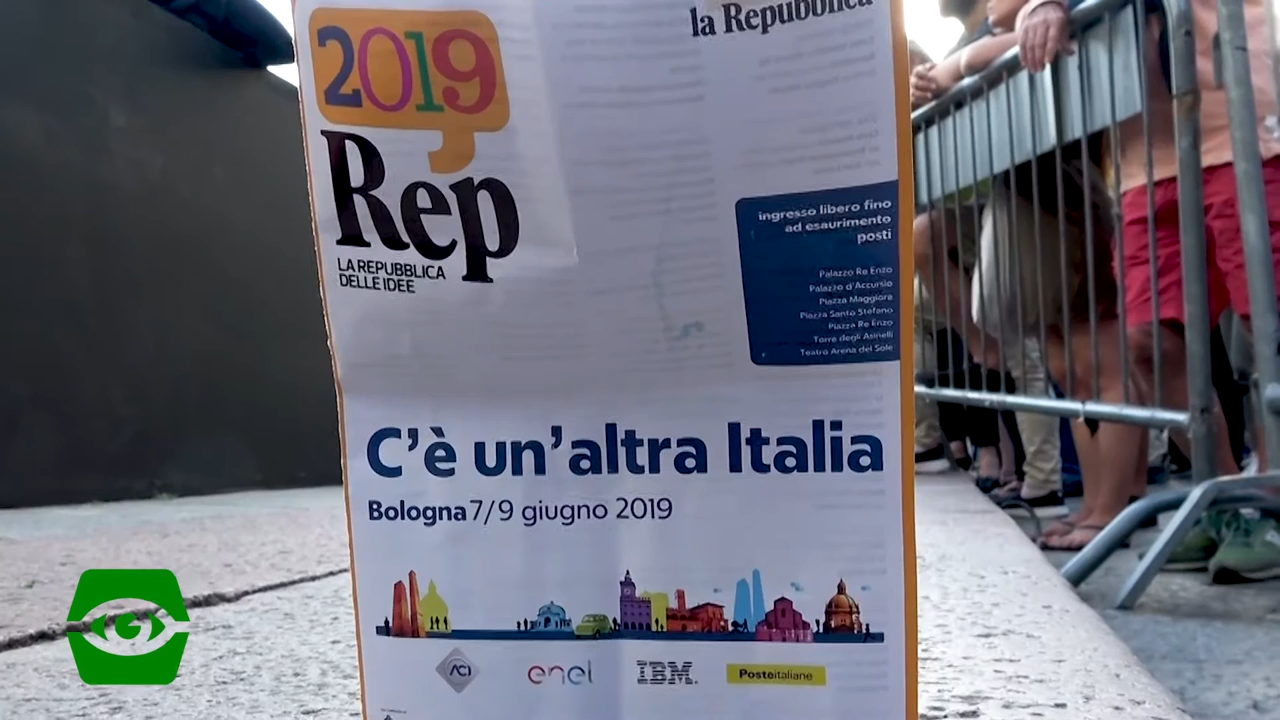 2019
la Repubblica
Rep
LA REPUBBLICA
DELLE IDEE
ingresso libero fino
ad esaurimento
posti
Palazzo Re Enzo
Palazzo d'Accursio
Piazza Maggiore
Piazza Santo Stefano
Piazza Re Enzo
Torre degli Asinelli
Teatro Arena del Sole
C'è un'altra Italia
Bologna 7/9 giugno 2019
ACI
enel
IBM
Posteitaliane